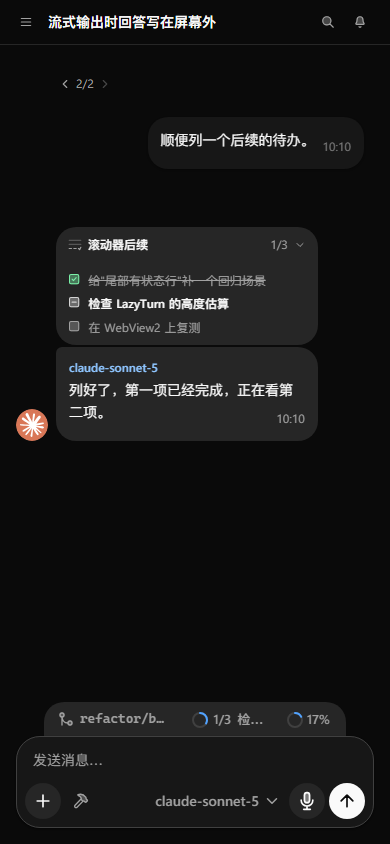 流式输出时回答写在屏幕外
2/2
顺便列一个后续的待办。 10:10
滚动器后续 1/3
给"尾部有状态行"补一个回归场景
检查 LazyTurn 的高度估算
在 WebView2 上复测
claude-sonnet-5
列好了，第一项已经完成，正在看第
二项。 10:10
refactor/b… 1/3 检… 17%
发送消息…
claude-sonnet-5